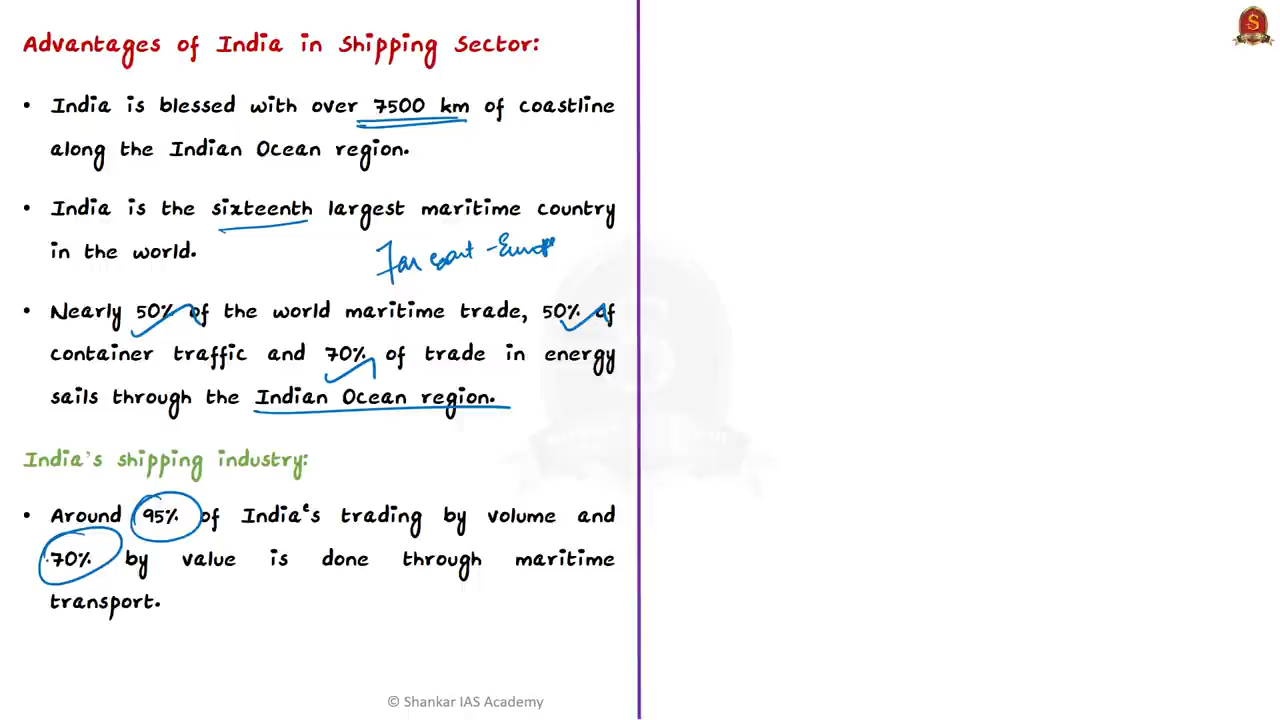 Advantages of India in Shipping Sector:
• India is blessed with over 7500 km of coastline
along the Indian Ocean region.
• India is the sixteenth largest maritime country
in the world.
Far east - Europe
• Nearly 50% of the world maritime trade, 50% of
container traffic and 70% of trade in energy
sails through the Indian Ocean region.
India's shipping industry:
• Around 95% of India's trading by volume and
70% by value is done through maritime
transport.
© Shankar IAS Academy